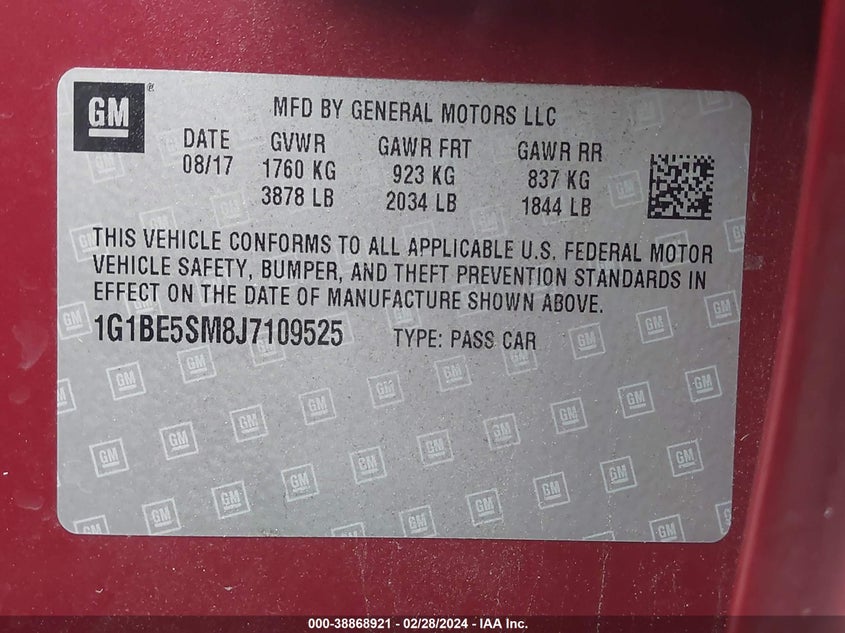 GM
MFD BY GENERAL MOTORS LLC
DATE GVWR GAWR FRT GAWR RR
08/17 1760 KG 923 KG 837 KG
3878 LB 2034 LB 1844 LB
THIS VEHICLE CONFORMS TO ALL APPLICABLE U.S. FEDERAL MOTOR
VEHICLE SAFETY, BUMPER, AND THEFT PREVENTION STANDARDS IN
EFFECT ON THE DATE OF MANUFACTURE SHOWN ABOVE.
1G1BE5SM8J7109525 TYPE: PASS CAR
000-38868921 - 02/28/2024 - IAA Inc.